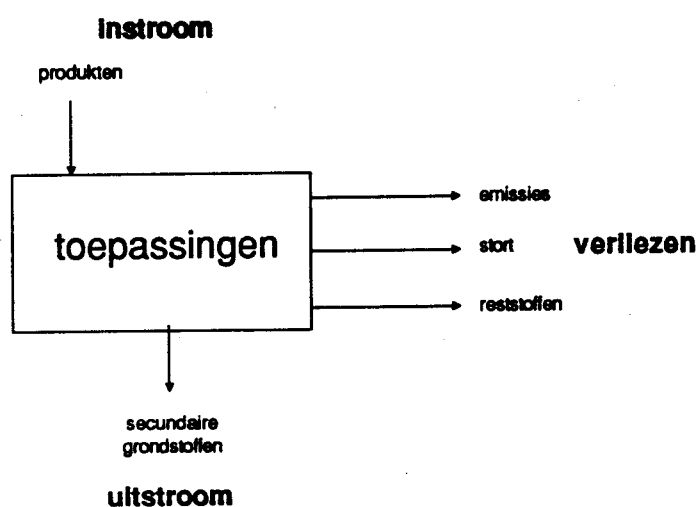 Instroom
produkten
toepassingen
emissies
stort
verliezen
reststoffen
secundaire
grondstoffen
uitstroom